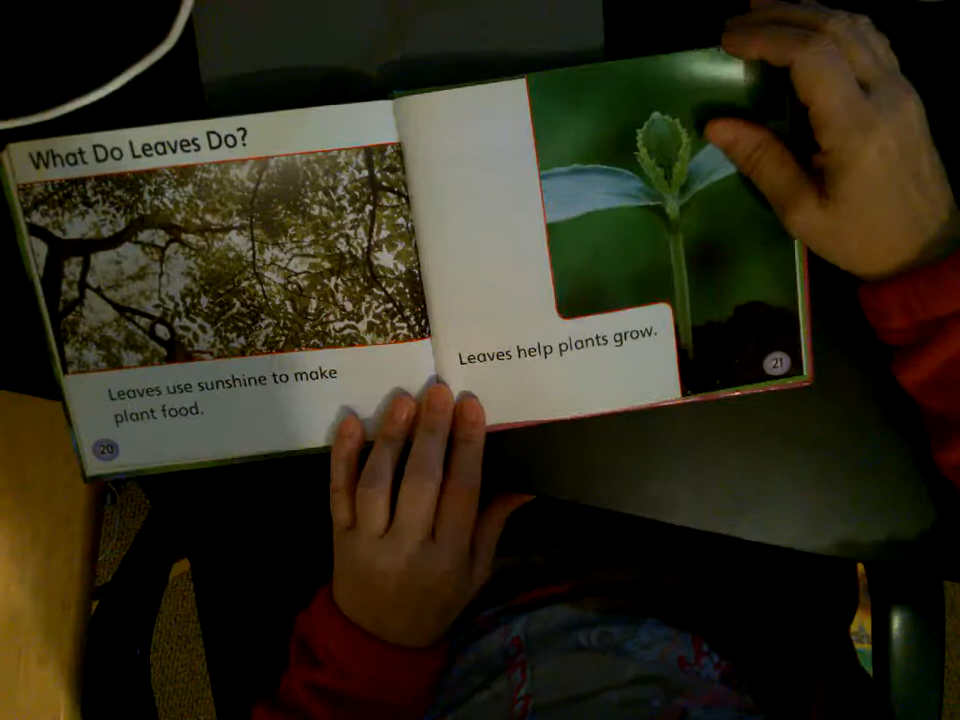 What Do Leaves Do?
Leaves use sunshine to make
plant food.
20
Leaves help plants grow.
21